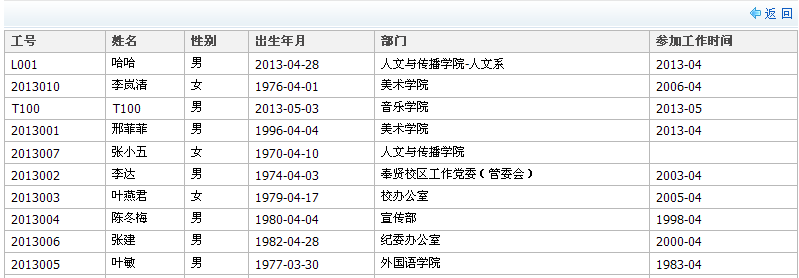 返 回
工号 姓名 性别 出生年月 部门 参加工作时间
L001 哈哈 男 2013-04-28 人文与传播学院-人文系 2013-04
2013010 李岚清 女 1976-04-01 美术学院 2006-04
T100 T100 男 2013-05-03 音乐学院 2013-05
2013001 邢菲菲 男 1996-04-04 美术学院 2013-04
2013007 张小五 女 1970-04-10 人文与传播学院
2013002 李达 男 1974-04-03 奉贤校区工作党委（管委会） 2003-04
2013003 叶燕君 女 1979-04-17 校办公室 2005-04
2013004 陈冬梅 男 1980-04-04 宣传部 1998-04
2013006 张建 男 1982-04-28 纪委办公室 2000-04
2013005 叶敏 男 1977-03-30 外国语学院 1983-04